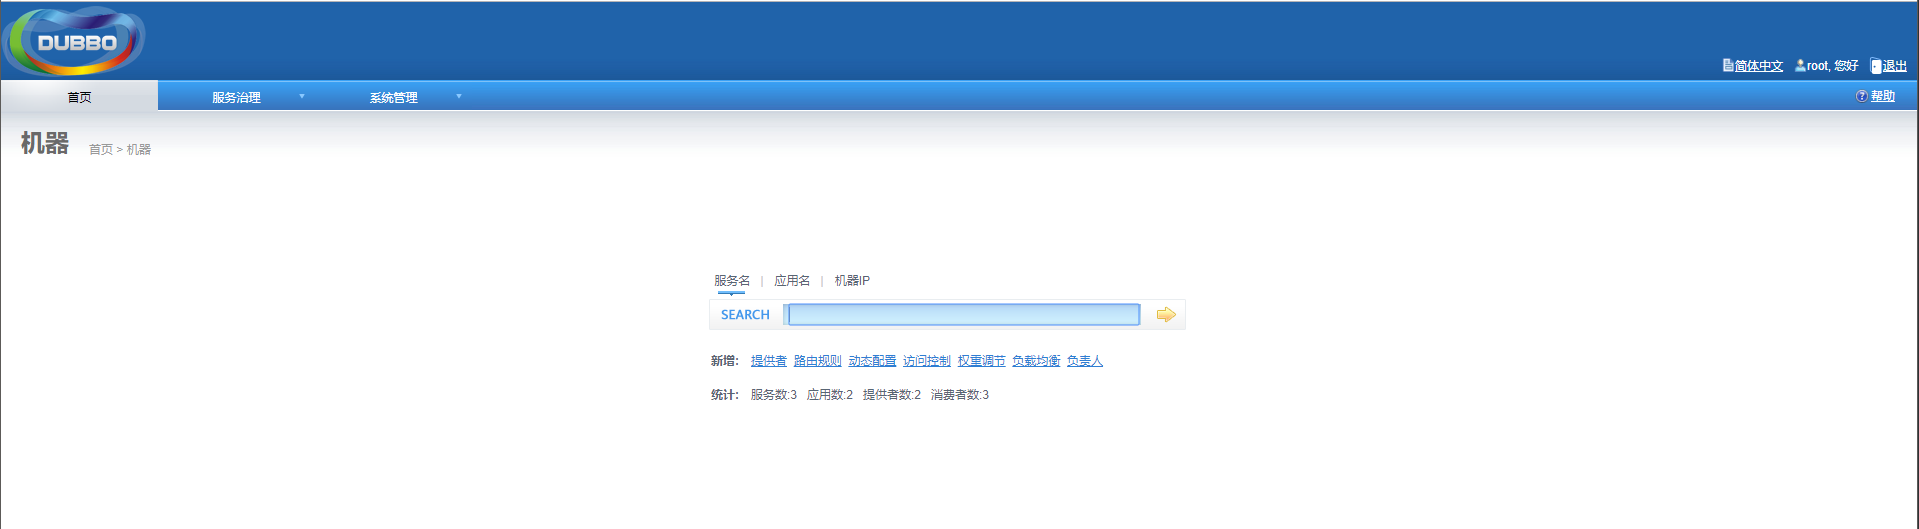 DUBBO
简体中文 root, 您好 退出
首页 服务治理 系统管理 帮助
机器 首页 > 机器
服务名 | 应用名 | 机器IP
SEARCH
新增: 提供者 路由规则 动态配置 访问控制 权重调节 负载均衡 负责人
统计: 服务数:3 应用数:2 提供者数:2 消费者数:3